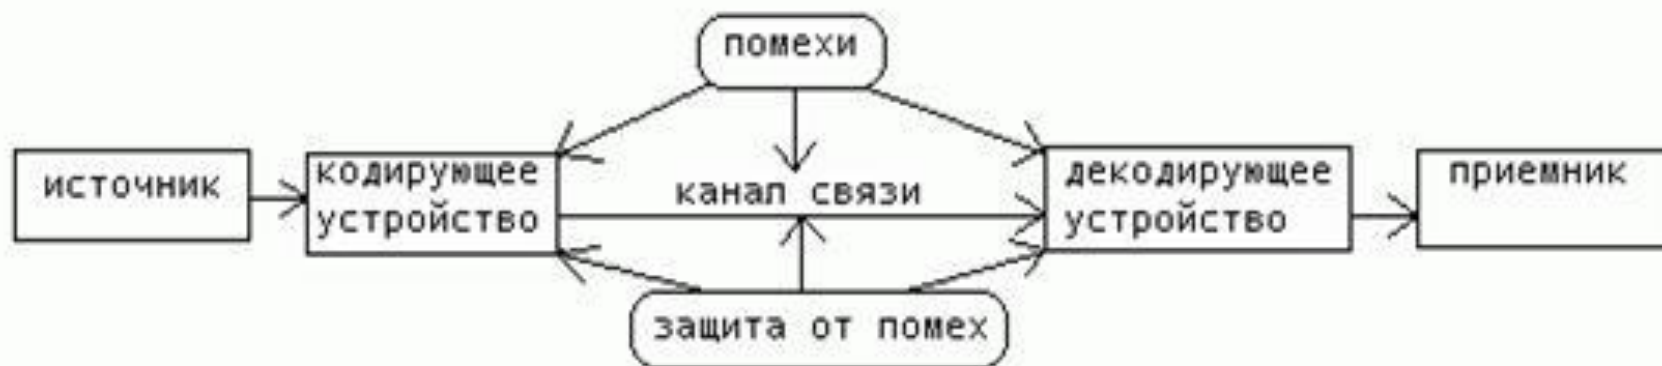 помехи
источник
кодирующее
устройство
канал связи
декодирующее
устройство
приемник
защита от помех